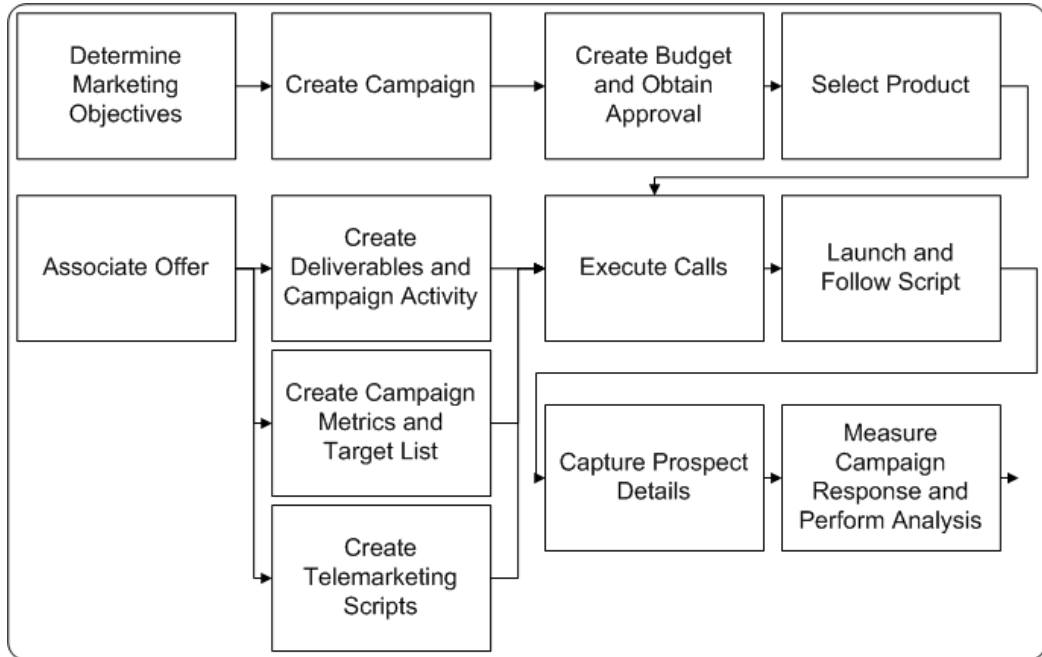 Determine
Marketing
Objectives
Create Campaign
Create Budget
and Obtain
Approval
Select Product
Associate Offer
Create
Deliverables and
Campaign Activity
Execute Calls
Launch and
Follow Script
Create Campaign
Metrics and
Target List
Capture Prospect
Details
Measure
Campaign
Response and
Perform Analysis
Create
Telemarketing
Scripts